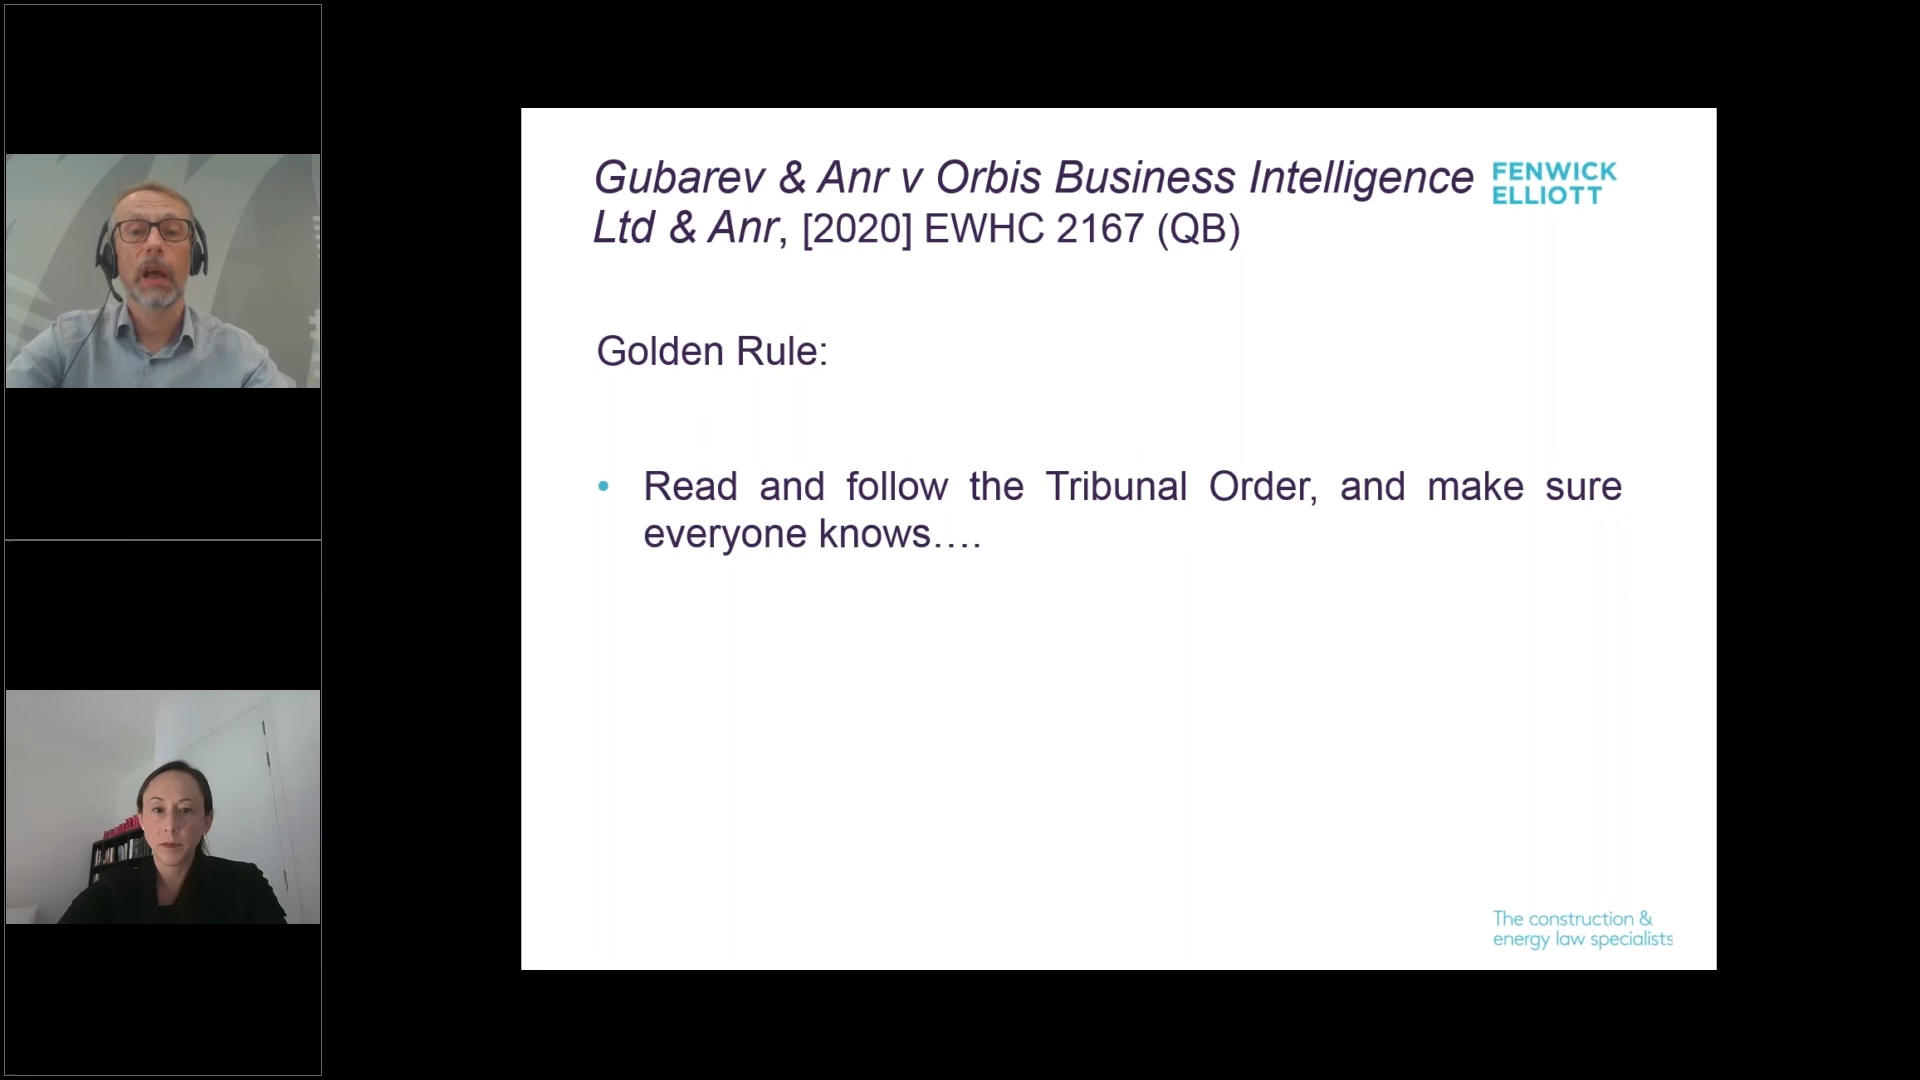 Gubarev & Anr v Orbis Business Intelligence
Ltd & Anr, [2020] EWHC 2167 (QB)
FENWICK
ELLIOTT
Golden Rule:
• Read and follow the Tribunal Order, and make sure
everyone knows….
The construction &
energy law specialists